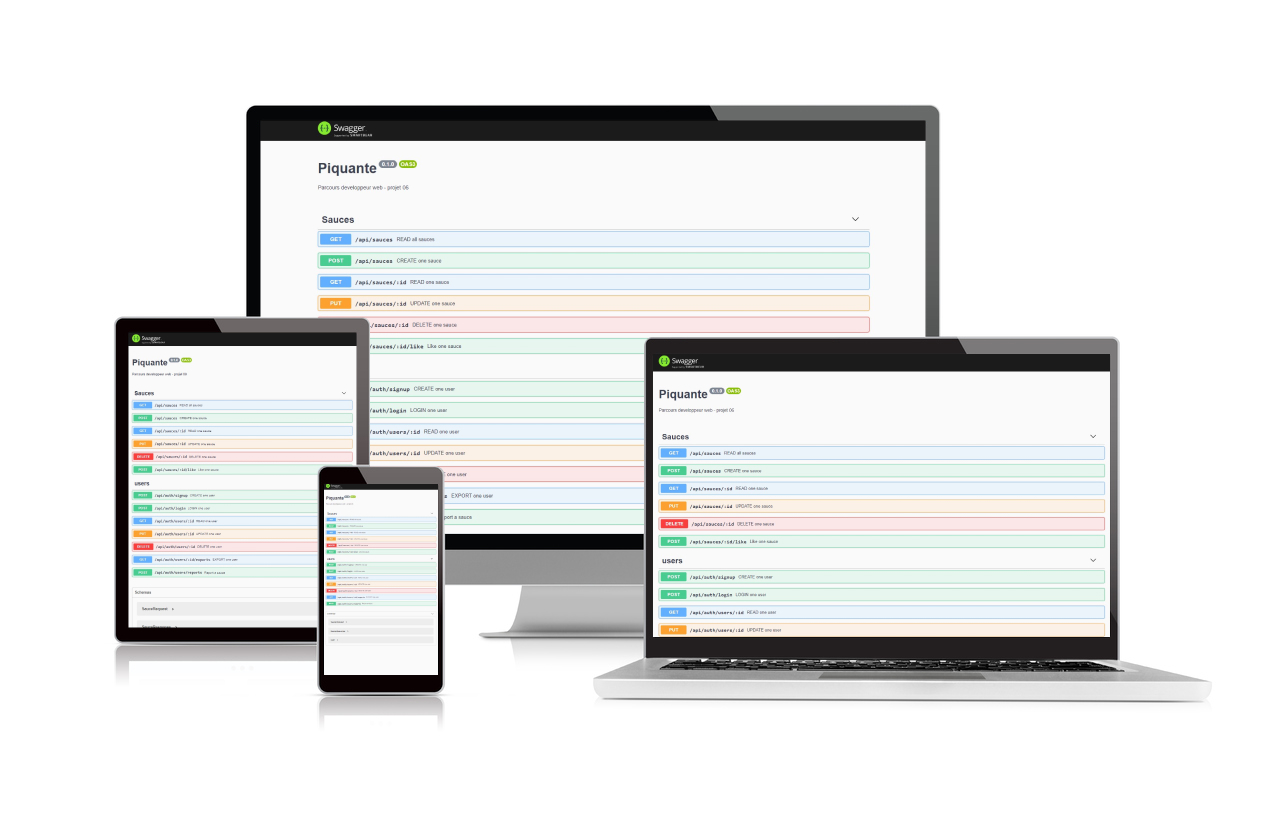 Swagger
Supported by SMARTBEAR
Piquante 0.1.0 OAS3
Parcours developpeur web - projet 06
Sauces
GET /api/sauces READ all sauces
POST /api/sauces CREATE one sauce
GET /api/sauces/:id READ one sauce
PUT /api/sauces/:id UPDATE one sauce
/sauces/:id DELETE one sauce
/sauces/:id/like Like one sauce
/auth/signup CREATE one user
/auth/login LOGIN one user
/auth/users/:id READ one user
/auth/users/:id UPDATE one user
one user
s EXPORT one user
port a sauce
Swagger
Piquante 0.1.0 OAS3
Parcours developpeur web - projet 06
Sauces
GET /api/sauces READ all sauces
POST /api/sauces CREATE one sauce
GET /api/sauces/:id READ one sauce
PUT /api/sauces/:id UPDATE one sauce
DELETE /api/sauces/:id DELETE one sauce
POST /api/sauces/:id/like Like one sauce
users
POST /api/auth/signup CREATE one user
POST /api/auth/login LOGIN one user
GET /api/auth/users/:id READ one user
PUT /api/auth/users/:id UPDATE one user
DELETE /api/auth/users/:id DELETE one user
GET /api/auth/users/:id/exports EXPORT one user
POST /api/auth/users/reports Report a sauce
Schemas
SauceRequest
Piquante
Swagger
Piquante 0.1.0 OAS3
Parcours developpeur web - projet 06
Sauces
GET /api/sauces READ all sauces
POST /api/sauces CREATE one sauce
GET /api/sauces/:id READ one sauce
PUT /api/sauces/:id UPDATE one sauce
DELETE /api/sauces/:id DELETE one sauce
POST /api/sauces/:id/like Like one sauce
users
POST /api/auth/signup CREATE one user
POST /api/auth/login LOGIN one user
GET /api/auth/users/:id READ one user
PUT /api/auth/users/:id UPDATE one user